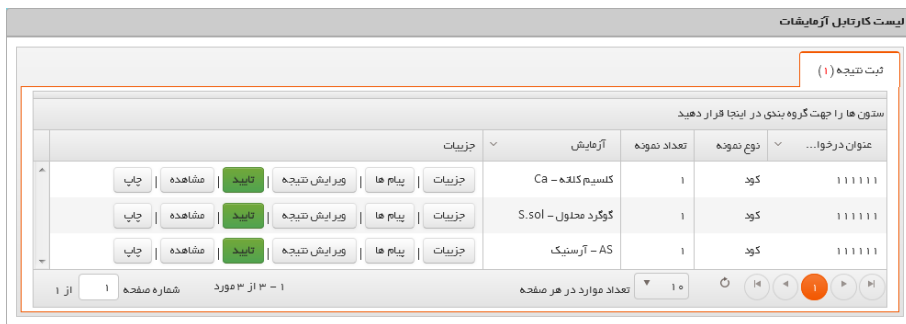 لیست کارتابل آزمایشات
ثبت نتیجه (۱)
ستون ها را جهت گروه بندی در اینجا قرار دهید
عنوان درخوا... نوع نمونه تعداد نمونه آزمایش جزییات
۱۱۱۱۱۱ کود ۱ کلسیم کلاته – Ca جزییات | پیام ها | ویرایش نتیجه | تایید | مشاهده | چاپ
۱۱۱۱۱۱ کود ۱ گوگرد محلول – S.sol جزییات | پیام ها | ویرایش نتیجه | تایید | مشاهده | چاپ
۱۱۱۱۱۱ کود ۱ AS – آرسنیک جزییات | پیام ها | ویرایش نتیجه | تایید | مشاهده | چاپ
۱ ۱۰ تعداد موارد در هر صفحه ۱ – ۳ از ۳ مورد شماره صفحه ۱ از ۱